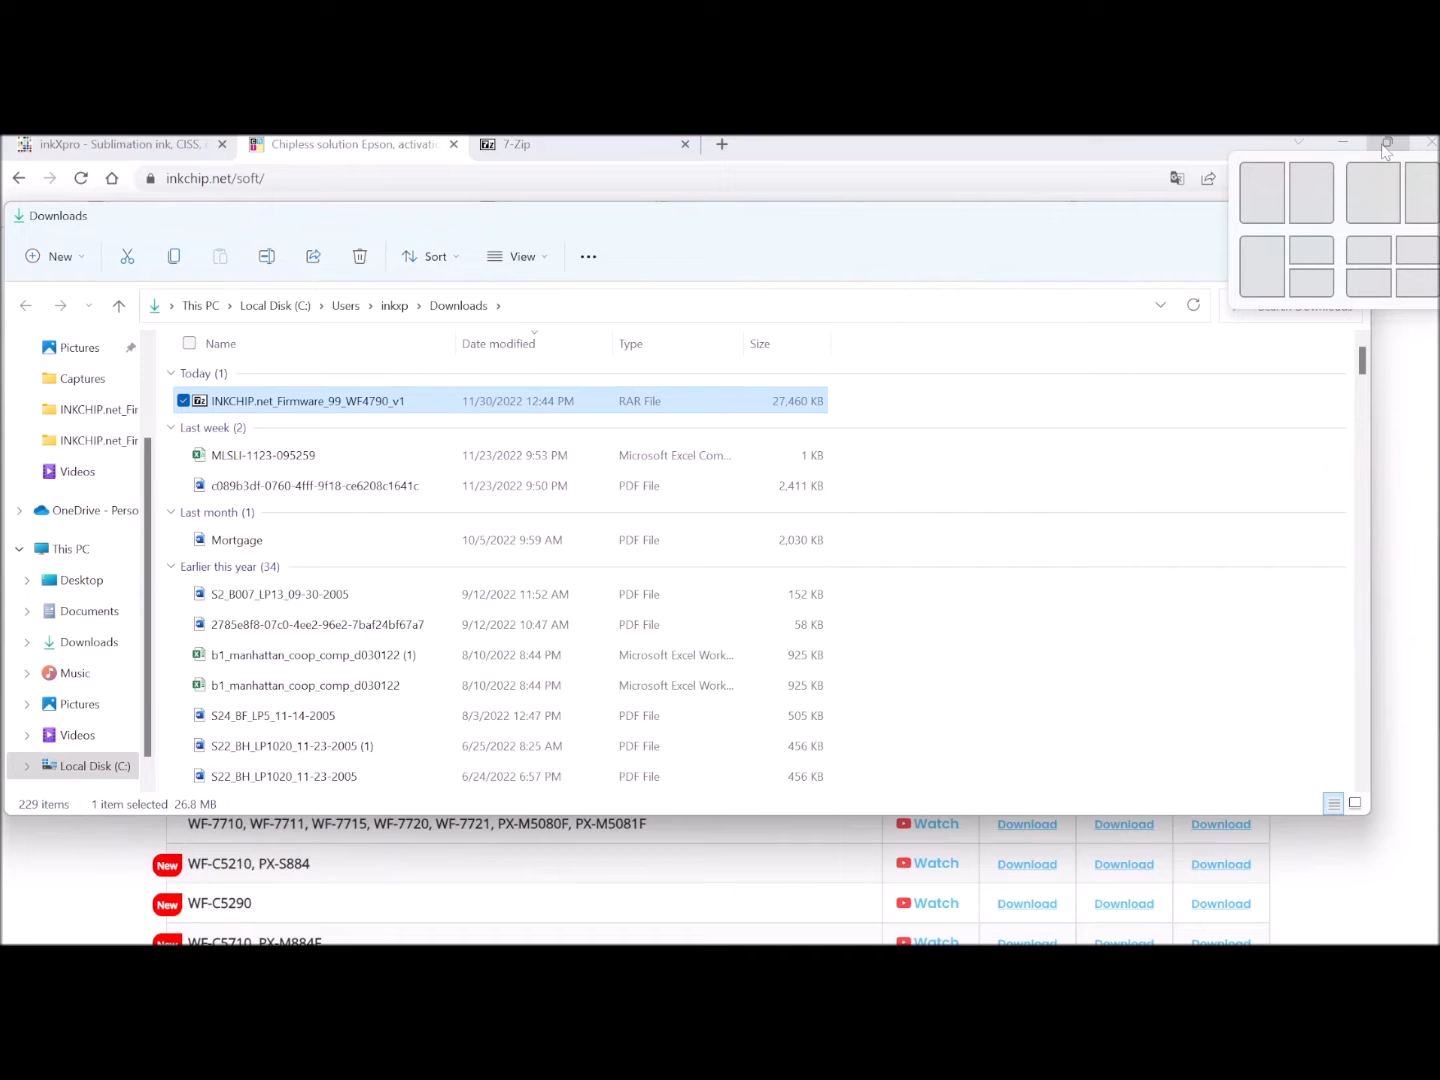 inkXpro - Sublimation ink, CISS,
Chipless solution Epson, activatio
7-Zip
inkchip.net/soft/
Downloads
New
Sort
View
This PC > Local Disk (C:) > Users > inkxp > Downloads >
Search Downloads
Name Date modified Type Size
Pictures
Captures
INKCHIP.net_Fir
INKCHIP.net_Fir
Videos
OneDrive - Perso
This PC
Desktop
Documents
Downloads
Music
Pictures
Videos
Local Disk (C:)
Today (1)
INKCHIP.net_Firmware_99_WF4790_v1 11/30/2022 12:44 PM RAR File 27,460 KB
Last week (2)
MLSLI-1123-095259 11/23/2022 9:53 PM Microsoft Excel Com... 1 KB
c089b3df-0760-4fff-9f18-ce6208c1641c 11/23/2022 9:50 PM PDF File 2,411 KB
Last month (1)
Mortgage 10/5/2022 9:59 AM PDF File 2,030 KB
Earlier this year (34)
S2_B007_LP13_09-30-2005 9/12/2022 11:52 AM PDF File 152 KB
2785e8f8-07c0-4ee2-96e2-7baf24bf67a7 9/12/2022 10:47 AM PDF File 58 KB
b1_manhattan_coop_comp_d030122 (1) 8/10/2022 8:44 PM Microsoft Excel Work... 925 KB
b1_manhattan_coop_comp_d030122 8/10/2022 8:44 PM Microsoft Excel Work... 925 KB
S24_BF_LP5_11-14-2005 8/3/2022 12:47 PM PDF File 505 KB
S22_BH_LP1020_11-23-2005 (1) 6/25/2022 8:25 AM PDF File 456 KB
S22_BH_LP1020_11-23-2005 6/24/2022 6:57 PM PDF File 456 KB
229 items 1 item selected 26.8 MB
WF-7710, WF-7711, WF-7715, WF-7720, WF-7721, PX-M5080F, PX-M5081F Watch Download Download Download
New WF-C5210, PX-S884 Watch Download Download Download
New WF-C5290 Watch Download Download Download
New WF-C5710, PX-M884F Watch Download Download Download